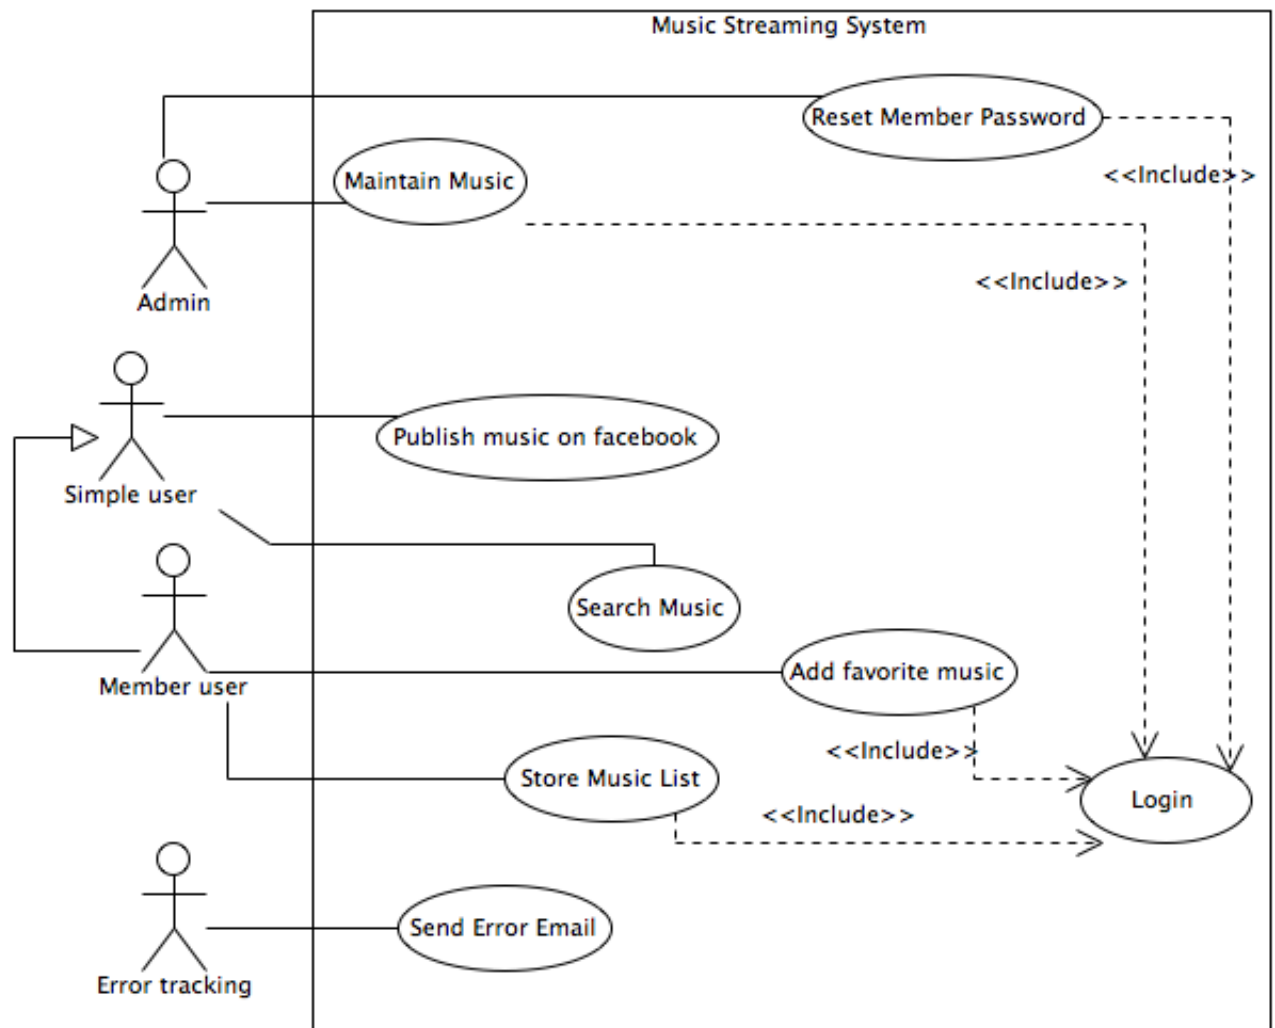 Music Streaming System
Reset Member Password
<<Include>>
Maintain Music
<<Include>>
Admin
Publish music on facebook
Simple user
Search Music
Add favorite music
Member user
<<Include>>
Store Music List
Login
<<Include>>
Send Error Email
Error tracking